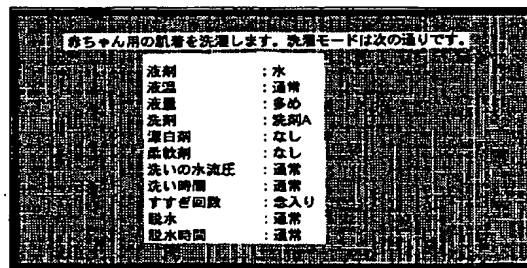 赤ちゃん用の肌着を洗濯します。洗濯モードは次の通りです。
液剤：水
液温：通常
液量：多め
洗剤：洗剤A
漂白剤：なし
柔軟剤：なし
洗いの水流圧：通常
洗い時間：通常
すすぎ回数：念入り
脱水：通常
脱水時間：通常